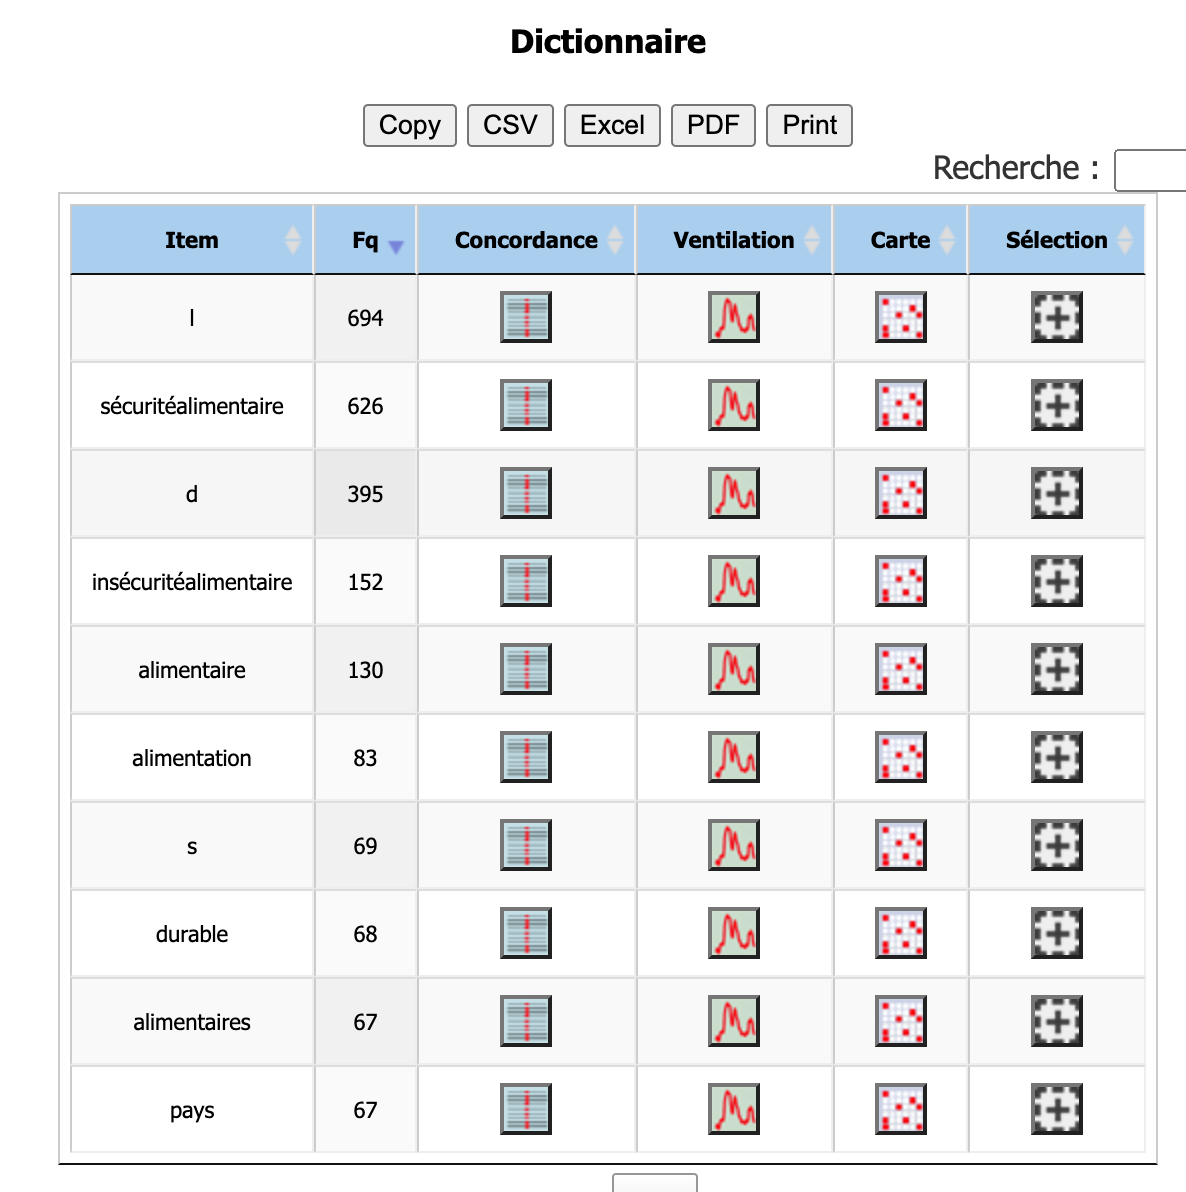 Dictionnaire
Copy CSV Excel PDF Print
Recherche :
Item Fq Concordance Ventilation Carte Sélection
l 694
sécuritéalimentaire 626
d 395
insécuritéalimentaire 152
alimentaire 130
alimentation 83
s 69
durable 68
alimentaires 67
pays 67